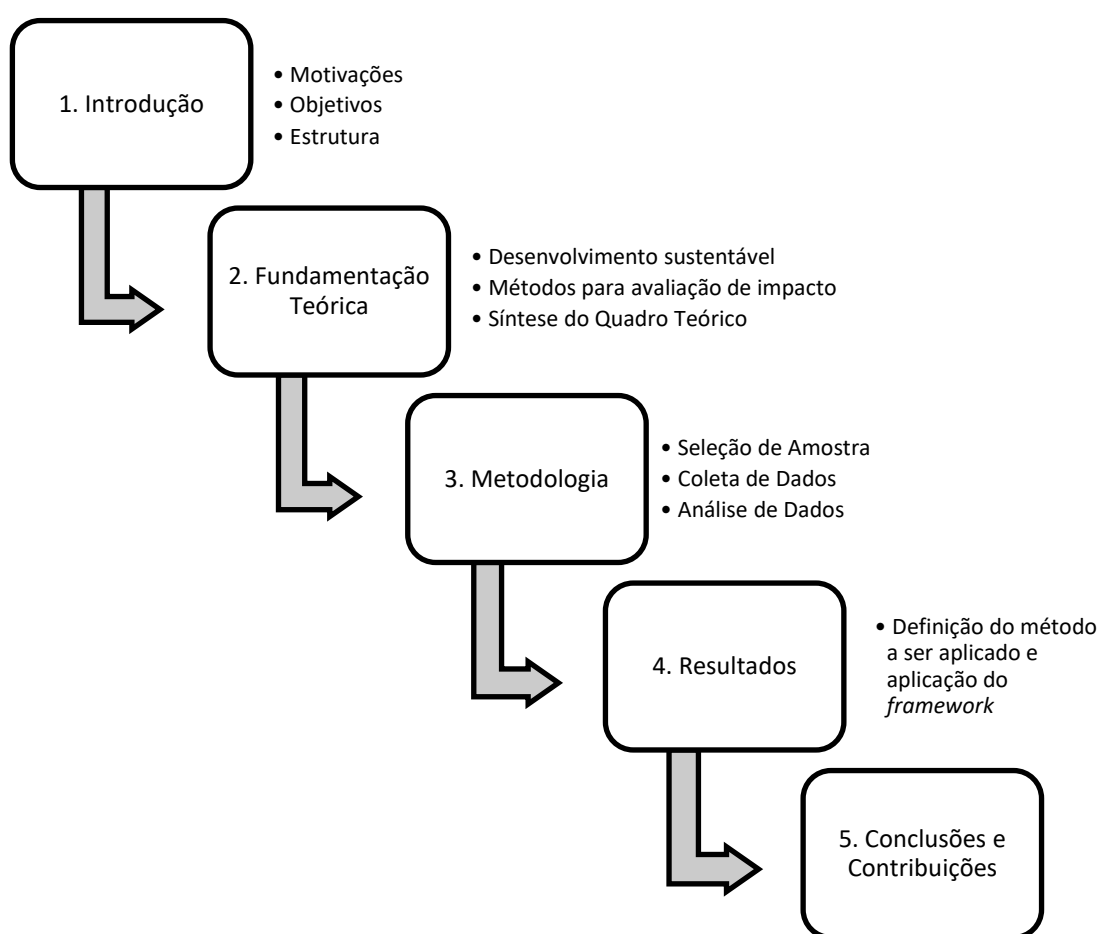 1. Introdução
• Motivações
• Objetivos
• Estrutura
2. Fundamentação
Teórica
• Desenvolvimento sustentável
• Métodos para avaliação de impacto
• Síntese do Quadro Teórico
3. Metodologia
• Seleção de Amostra
• Coleta de Dados
• Análise de Dados
4. Resultados
• Definição do método
a ser aplicado e
aplicação do
framework
5. Conclusões e
Contribuições